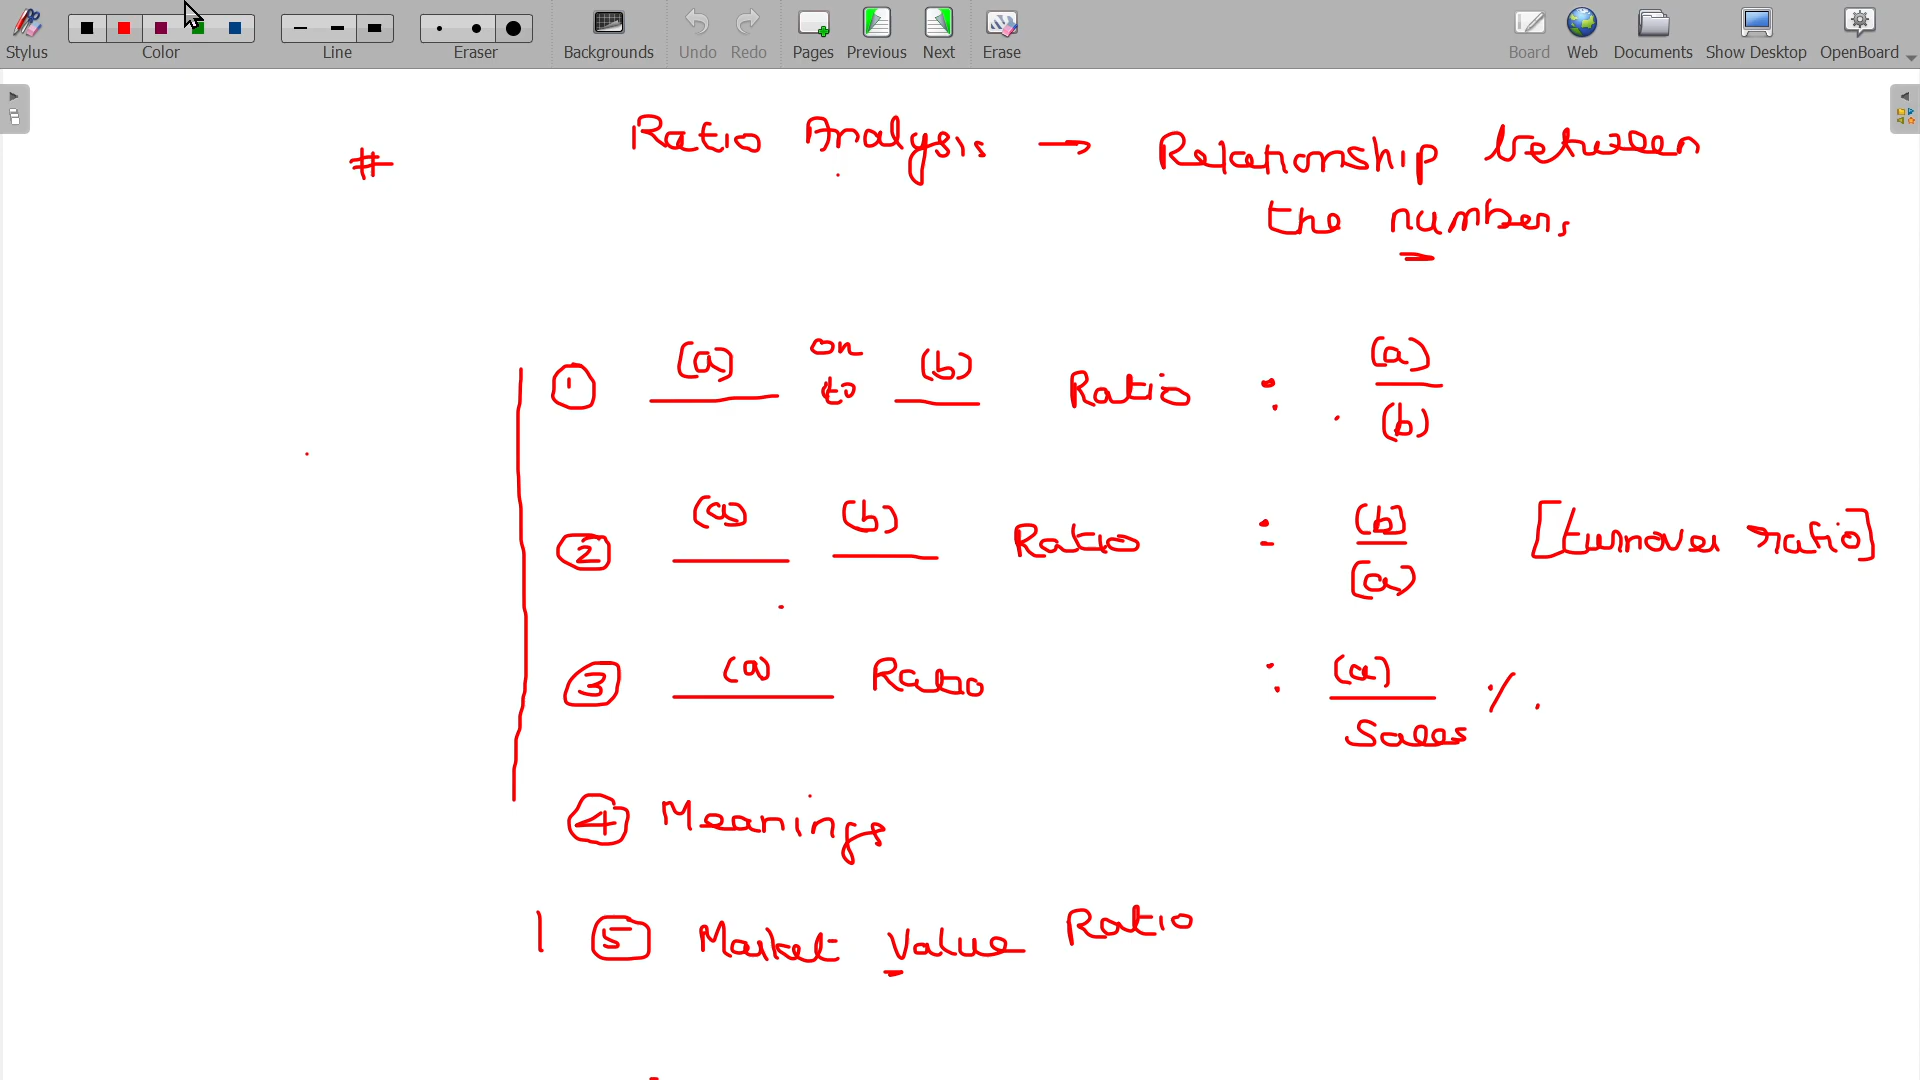 Stylus Color Line Eraser Backgrounds Undo Redo Pages Previous Next Erase Board Web Documents Show Desktop OpenBoard
# Ratio Analysis → Relationship between
the numbers
① (a) on to (b) Ratio : (a) / (b)
② (a) (b) Ratio : (b) / (a) [turnover ratio]
③ (a) Ratio : (a) / Sales %.
④ Meanings
⑤ Market Value Ratio